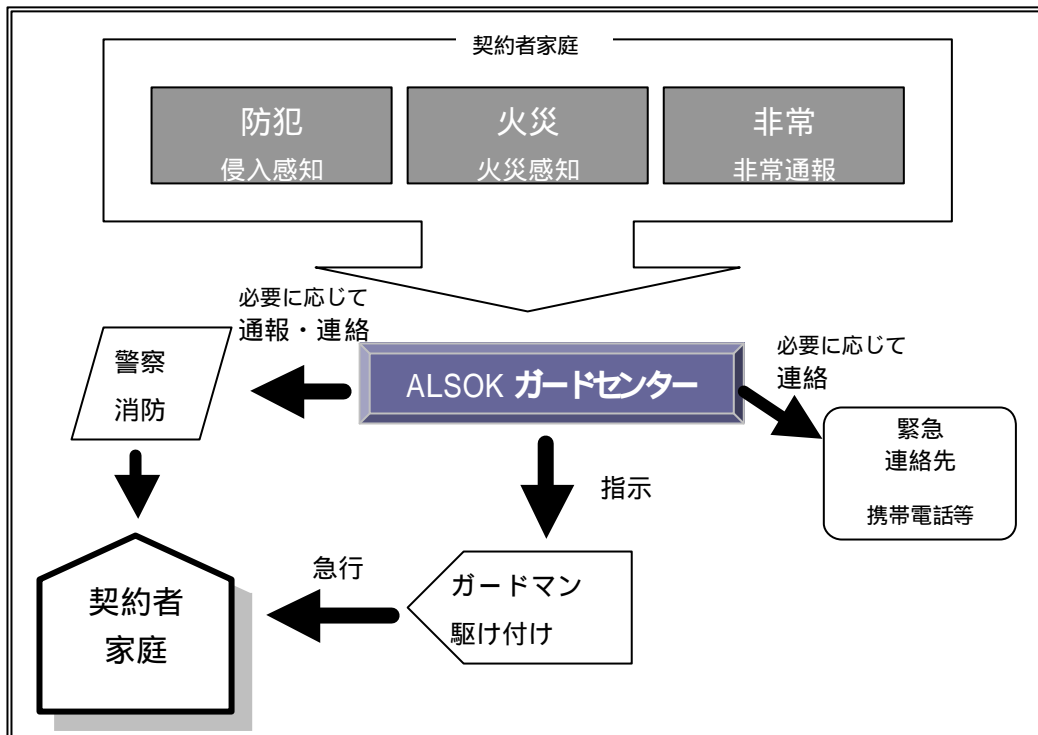 契約者家庭
防犯
侵入感知
火災
火災感知
非常
非常通報
必要に応じて
通報・連絡
警察
消防
ALSOK ガードセンター
必要に応じて
連絡
緊急
連絡先
携帯電話等
指示
急行
ガードマン
駆け付け
契約者
家庭